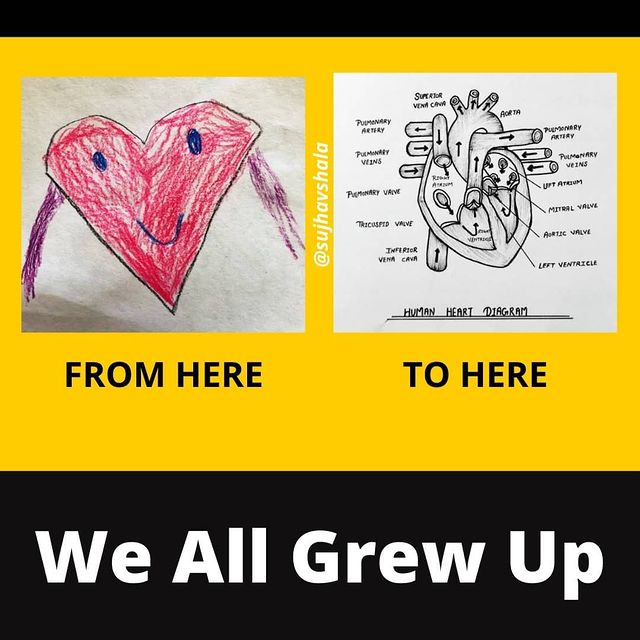 SUPERIOR
VENA CAVA
AORTA
PULMONARY
ARTERY
PULMONARY
ARTERY
PULMONARY
VEINS
PULMONARY
VEINS
RIGHT
ATRIUM
LEFT ATRIUM
PULMONARY VALVE
MITRAL VALVE
TRICUSPID VALVE
AORTIC VALVE
RIGHT
VENTRICLE
INFERIOR
VENA CAVA
LEFT VENTRICLE
HUMAN HEART DIAGRAM
@sujhavshala
FROM HERE
TO HERE
We All Grew Up